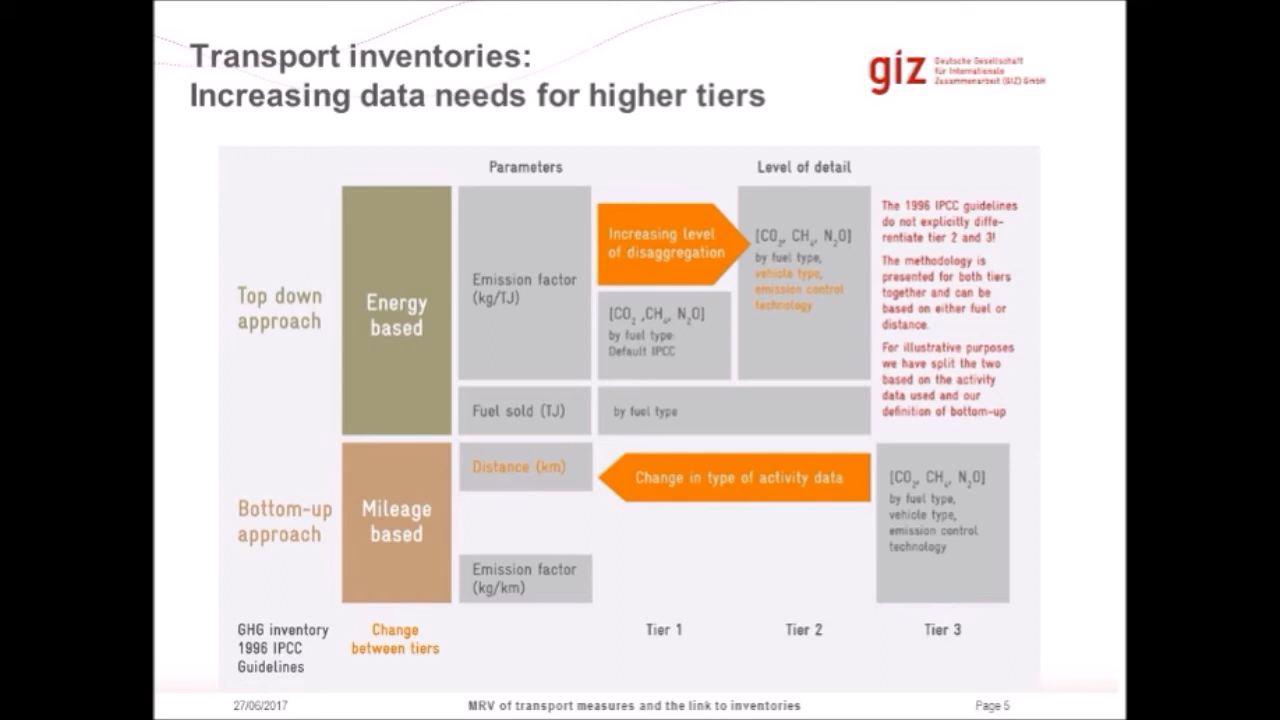 Transport inventories:
Increasing data needs for higher tiers
giz
Deutsche Gesellschaft
für Internationale
Zusammenarbeit (GIZ) GmbH
Parameters
Level of detail
Top down
approach
Energy
based
Emission factor
(kg/TJ)
Increasing level
of disaggregation
[CO₂, CH₄, N₂O]
by fuel type,
vehicle type,
emission control
technology
[CO₂ ,CH₄, N₂O]
by fuel type:
Default IPCC
The 1996 IPCC guidelines
do not explicitly diffe-
rentiate tier 2 and 3!
The methodology is
presented for both tiers
together and can be
based on either fuel or
distance.
For illustrative purposes
we have split the two
based on the activity
data used and our
definition of bottom-up
Fuel sold (TJ)
by fuel type
Bottom-up
approach
Mileage
based
Distance (km)
Change in type of activity data
Emission factor
(kg/km)
[CO₂, CH₄, N₂O]
by fuel type,
vehicle type,
emission control
technology
GHG inventory
1996 IPCC
Guidelines
Change
between tiers
Tier 1
Tier 2
Tier 3
27/06/2017
MRV of transport measures and the link to inventories
Page 5